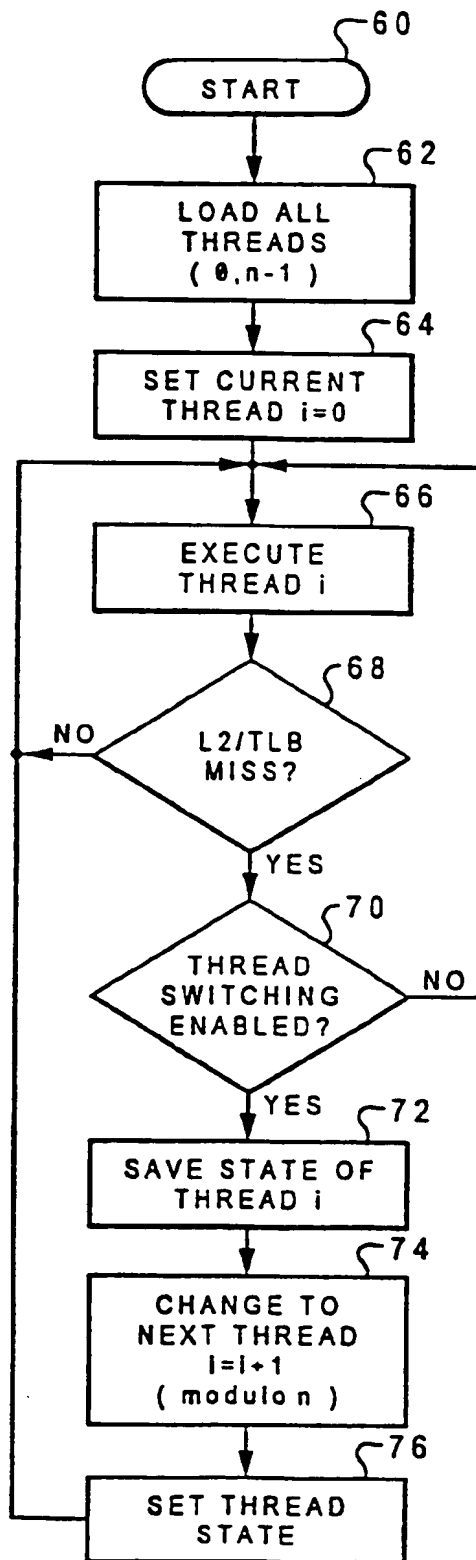 60
START
62
LOAD ALL
THREADS
( 0,n-1 )
64
SET CURRENT
THREAD i=0
66
EXECUTE
THREAD i
68
NO
L2/TLB
MISS?
YES
70
THREAD
SWITCHING
ENABLED?
NO
YES
72
SAVE STATE OF
THREAD i
74
CHANGE TO
NEXT THREAD
i=i+1
( modulo n )
76
SET THREAD
STATE